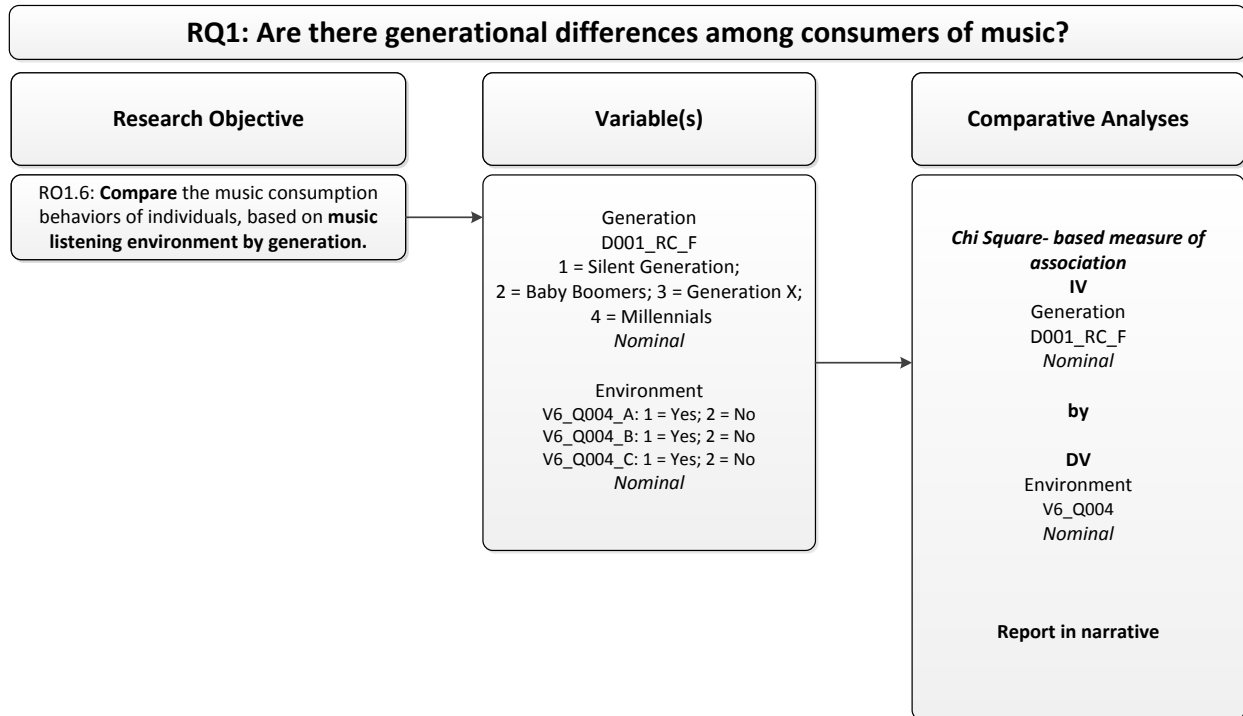 RQ1: Are there generational differences among consumers of music?
Research Objective
Variable(s)
Comparative Analyses
RO1.6: Compare the music consumption
behaviors of individuals, based on music
listening environment by generation.
Generation
D001_RC_F
1 = Silent Generation;
2 = Baby Boomers; 3 = Generation X;
4 = Millennials
Nominal
Environment
V6_Q004_A: 1 = Yes; 2 = No
V6_Q004_B: 1 = Yes; 2 = No
V6_Q004_C: 1 = Yes; 2 = No
Nominal
Chi Square- based measure of
association
IV
Generation
D001_RC_F
Nominal
by
DV
Environment
V6_Q004
Nominal
Report in narrative